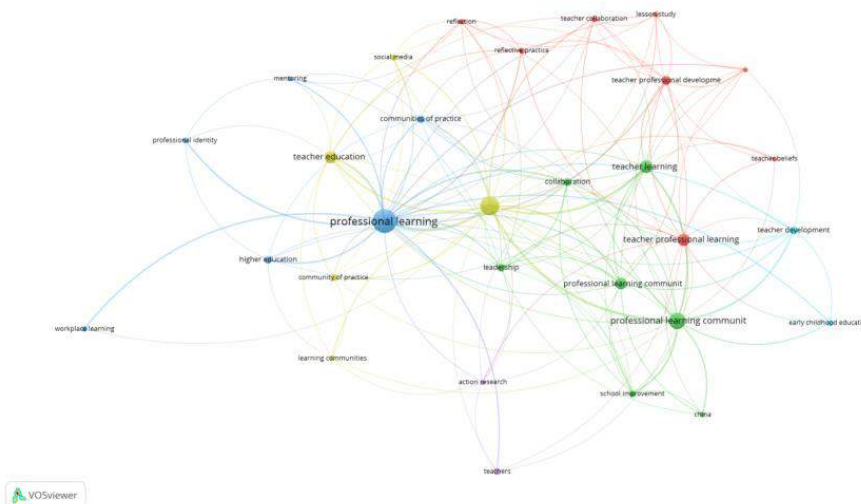 reflection
teacher collaboration
lesson study
reflective practice
social media
mentoring
teacher professional developme
communities of practice
professional identity
teacher education
teacher beliefs
teacher learning
collaboration
professional learning
teacher development
teacher professional learning
higher education
leadership
community of practice
professional learning communit
professional learning communit
early childhood educati
workplace learning
learning communities
action research
school improvement
china
teachers
VOSviewer